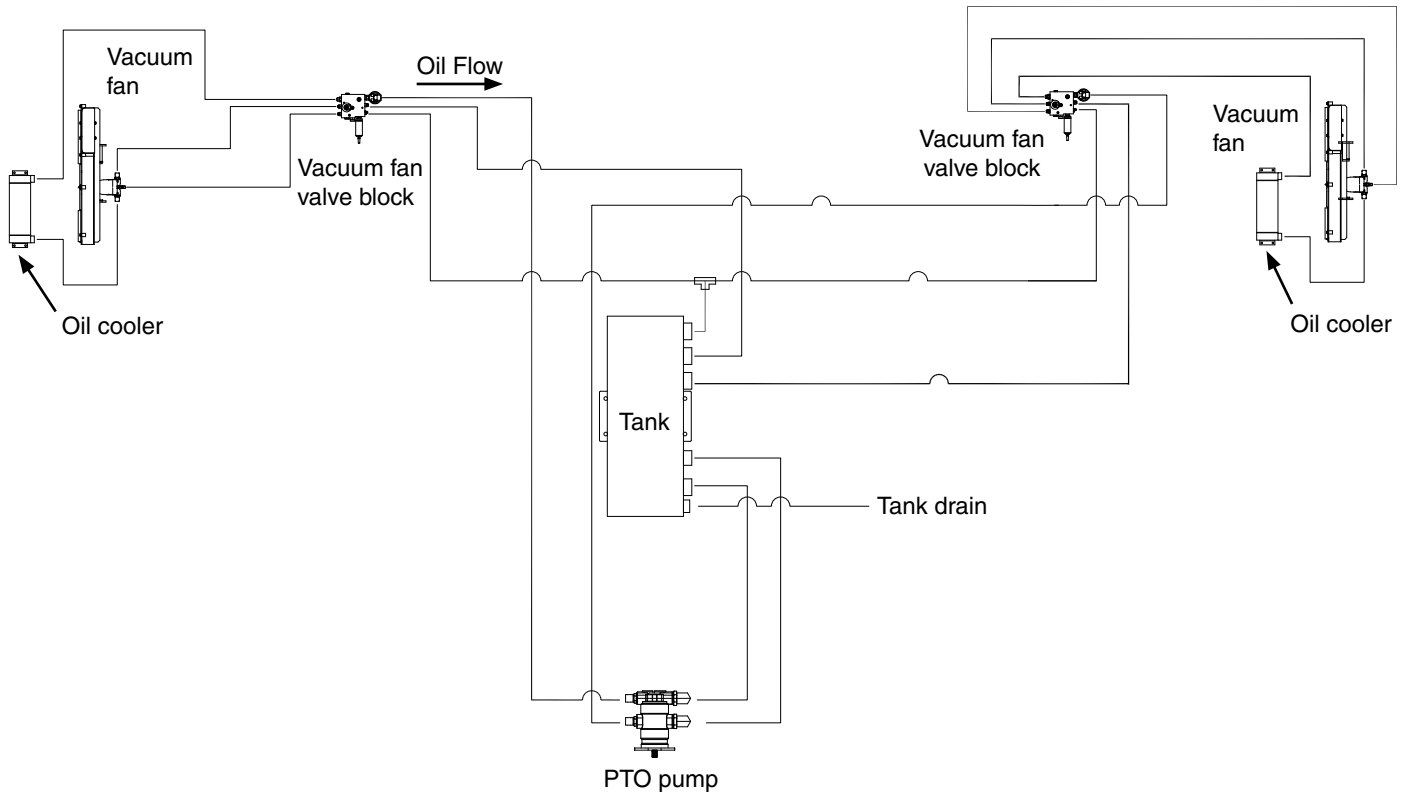 Vacuum
fan
Oil Flow
Vacuum fan
valve block
Oil cooler
Vacuum fan
valve block
Vacuum
fan
Oil cooler
Tank
Tank drain
PTO pump